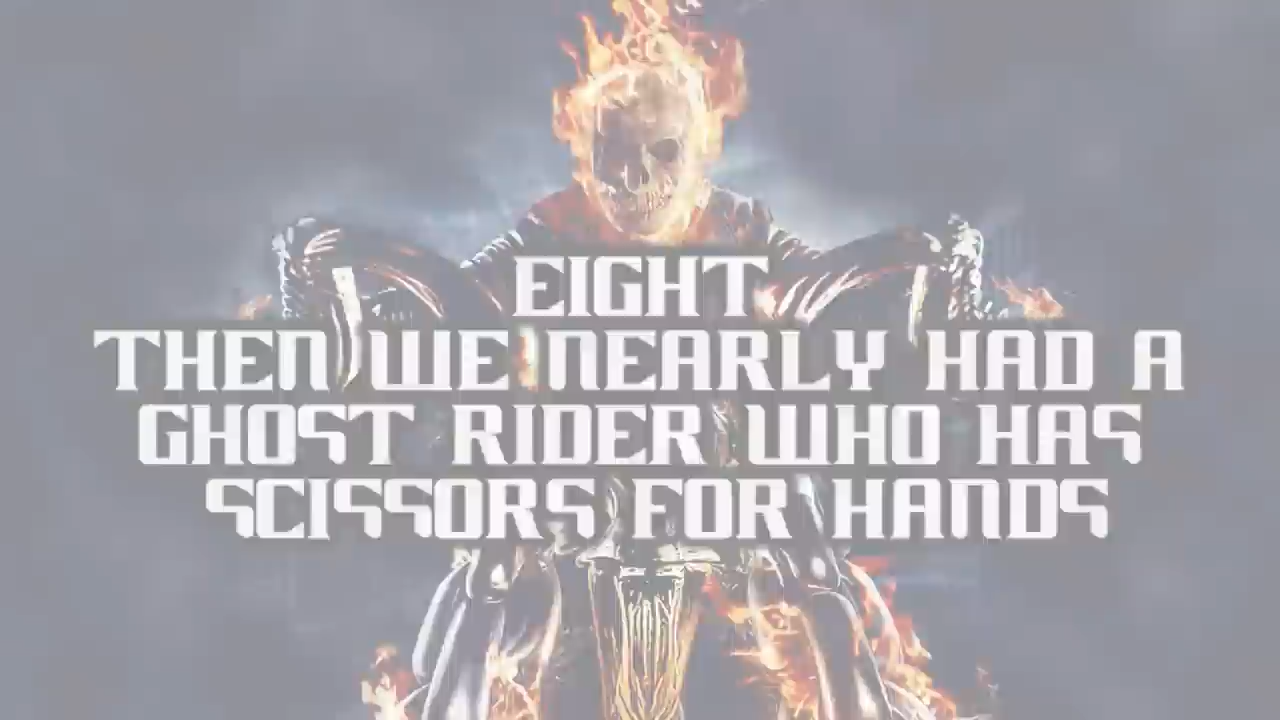 EIGHT
THEN WE NEARLY HAD A
GHOST RIDER WHO HAS
SCISSORS FOR HANDS